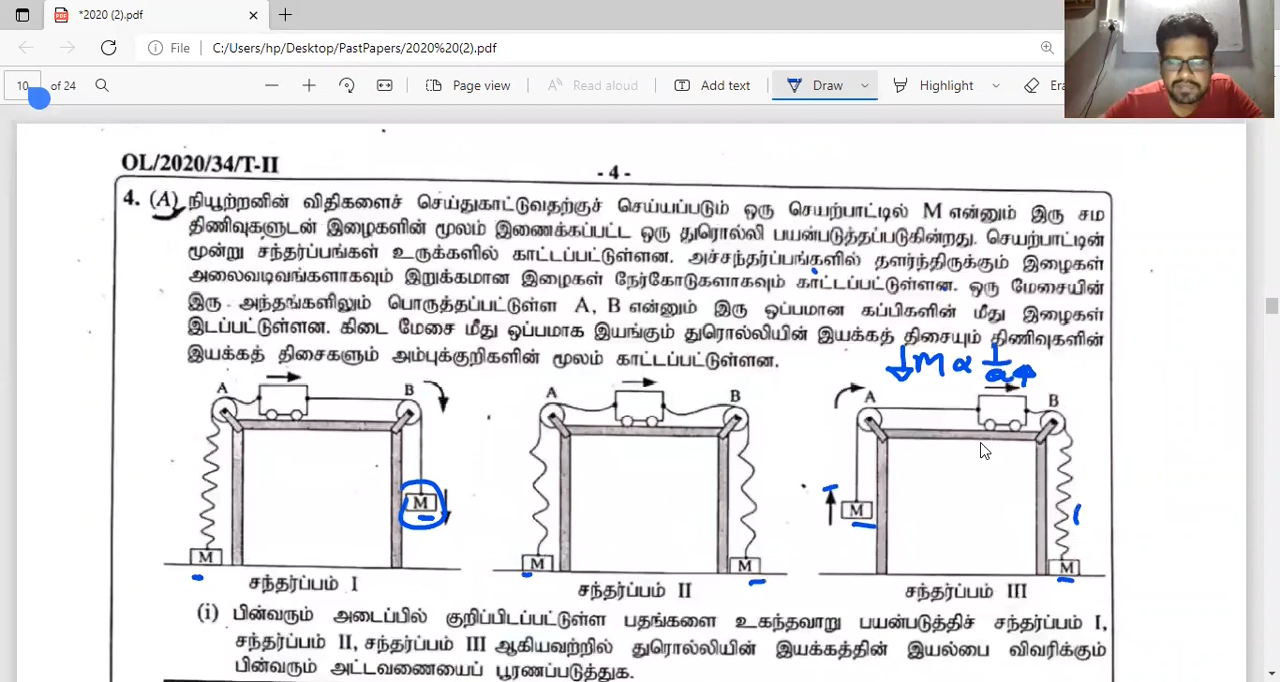 *2020 (2).pdf
File C:/Users/hp/Desktop/PastPapers/2020%20(2).pdf
10 of 24 Page view Read aloud Add text Draw Highlight Era
OL/2020/34/T-II - 4 -
4. (A) நியூற்றனின் விதிகளைச் செய்துகாட்டுவதற்குச் செய்யப்படும் ஒரு செயற்பாட்டில் M என்னும் இரு சம
திணிவுகளுடன் இழைகளின் மூலம் இணைக்கப்பட்ட ஒரு துரொல்லி பயன்படுத்தப்படுகின்றது. செயற்பாட்டின்
மூன்று சந்தர்ப்பங்கள் உருக்களில் காட்டப்பட்டுள்ளன. அச்சந்தர்ப்பங்களில் தளர்ந்திருக்கும் இழைகள்
அலைவடிவங்களாகவும் இறுக்கமான இழைகள் நேர்கோடுகளாகவும் காட்டப்பட்டுள்ளன. ஒரு மேசையின்
இரு அந்தங்களிலும் பொருத்தப்பட்டுள்ள A, B என்னும் இரு ஒப்பமான கப்பிகளின் மீது இழைகள்
இடப்பட்டுள்ளன. கிடை மேசை மீது ஒப்பமாக இயங்கும் துரொல்லியின் இயக்கத் திசையும் திணிவுகளின்
இயக்கத் திசைகளும் அம்புக்குறிகளின் மூலம் காட்டப்பட்டுள்ளன.
↓M ∝ 1/a↑
A B A B A B
M M M M M M
சந்தர்ப்பம் I சந்தர்ப்பம் II சந்தர்ப்பம் III
(i) பின்வரும் அடைப்பில் குறிப்பிடப்பட்டுள்ள பதங்களை உகந்தவாறு பயன்படுத்திச் சந்தர்ப்பம் I,
சந்தர்ப்பம் II, சந்தர்ப்பம் III ஆகியவற்றில் துரொல்லியின் இயக்கத்தின் இயல்பை விவரிக்கும்
பின்வரும் அட்டவணையைப் பூரணப்படுத்துக.